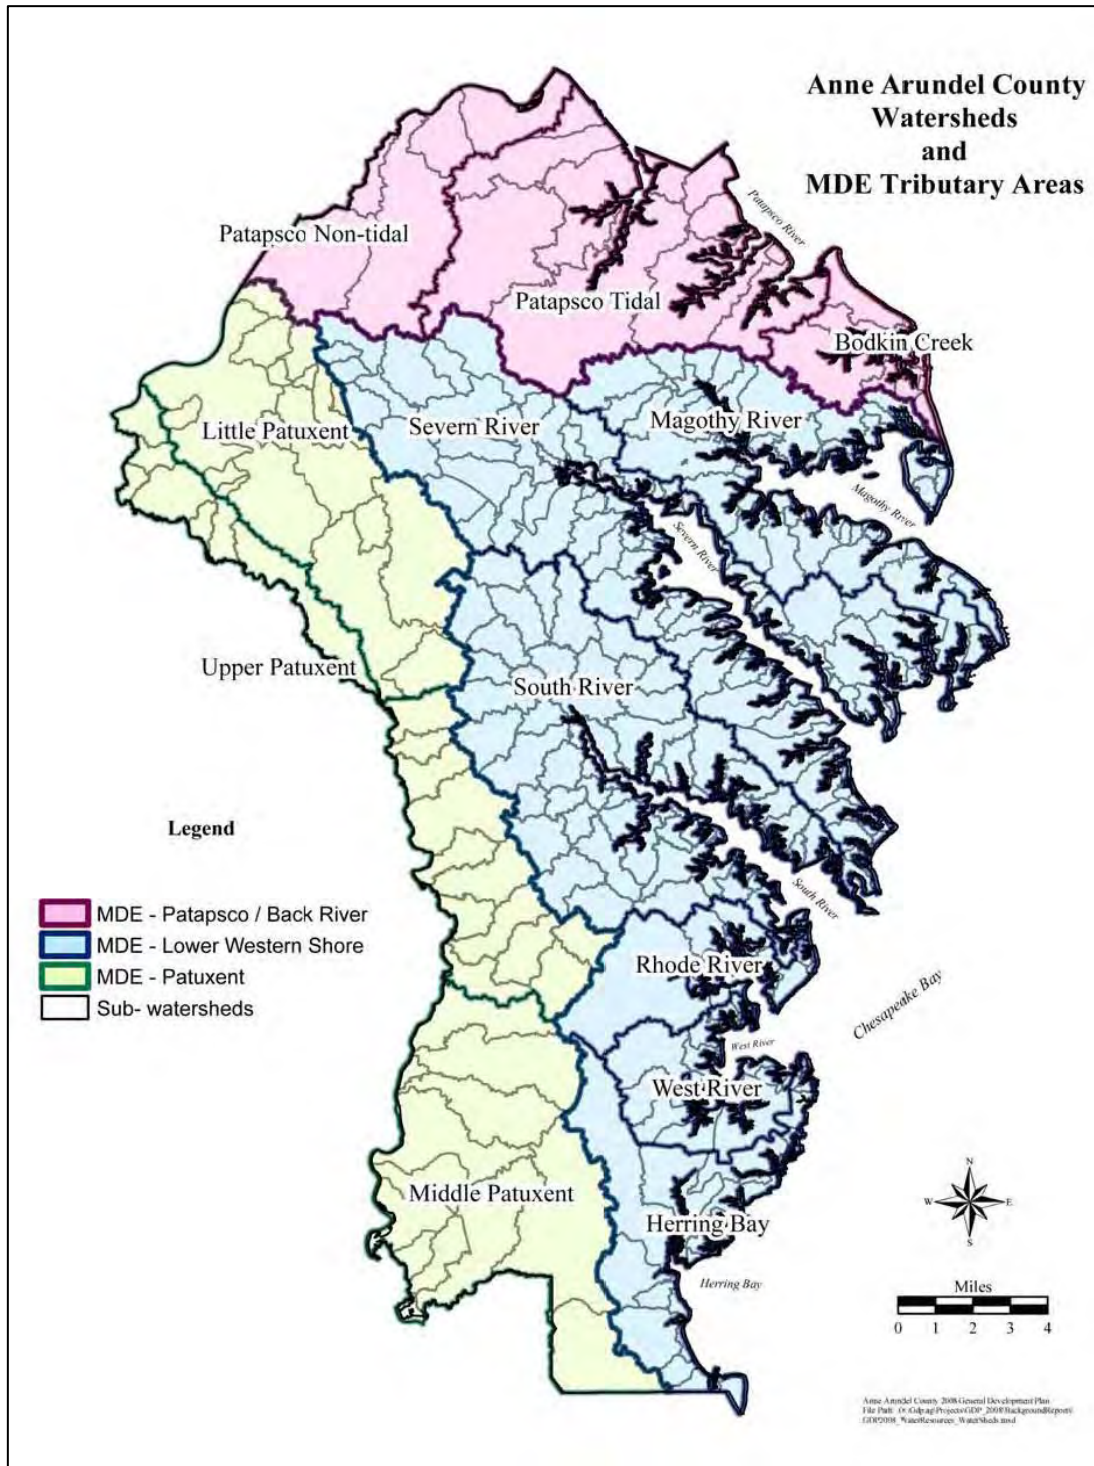 Anne Arundel County
Watersheds
and
MDE Tributary Areas
Patapsco River
Patapsco Non-tidal
Patapsco Tidal
Bodkin Creek
Little Patuxent
Severn River
Magothy River
Magothy River
Severn River
Upper Patuxent
South River
Legend
South River
MDE - Patapsco / Back River
MDE - Lower Western Shore
MDE - Patuxent
Sub- watersheds
Rhode River
Chesapeake Bay
West River
West River
Middle Patuxent
Herring Bay
Herring Bay
N
W E
S
Miles
0 1 2 3 4
Anne Arundel County 2008 General Development Plan
File Path: